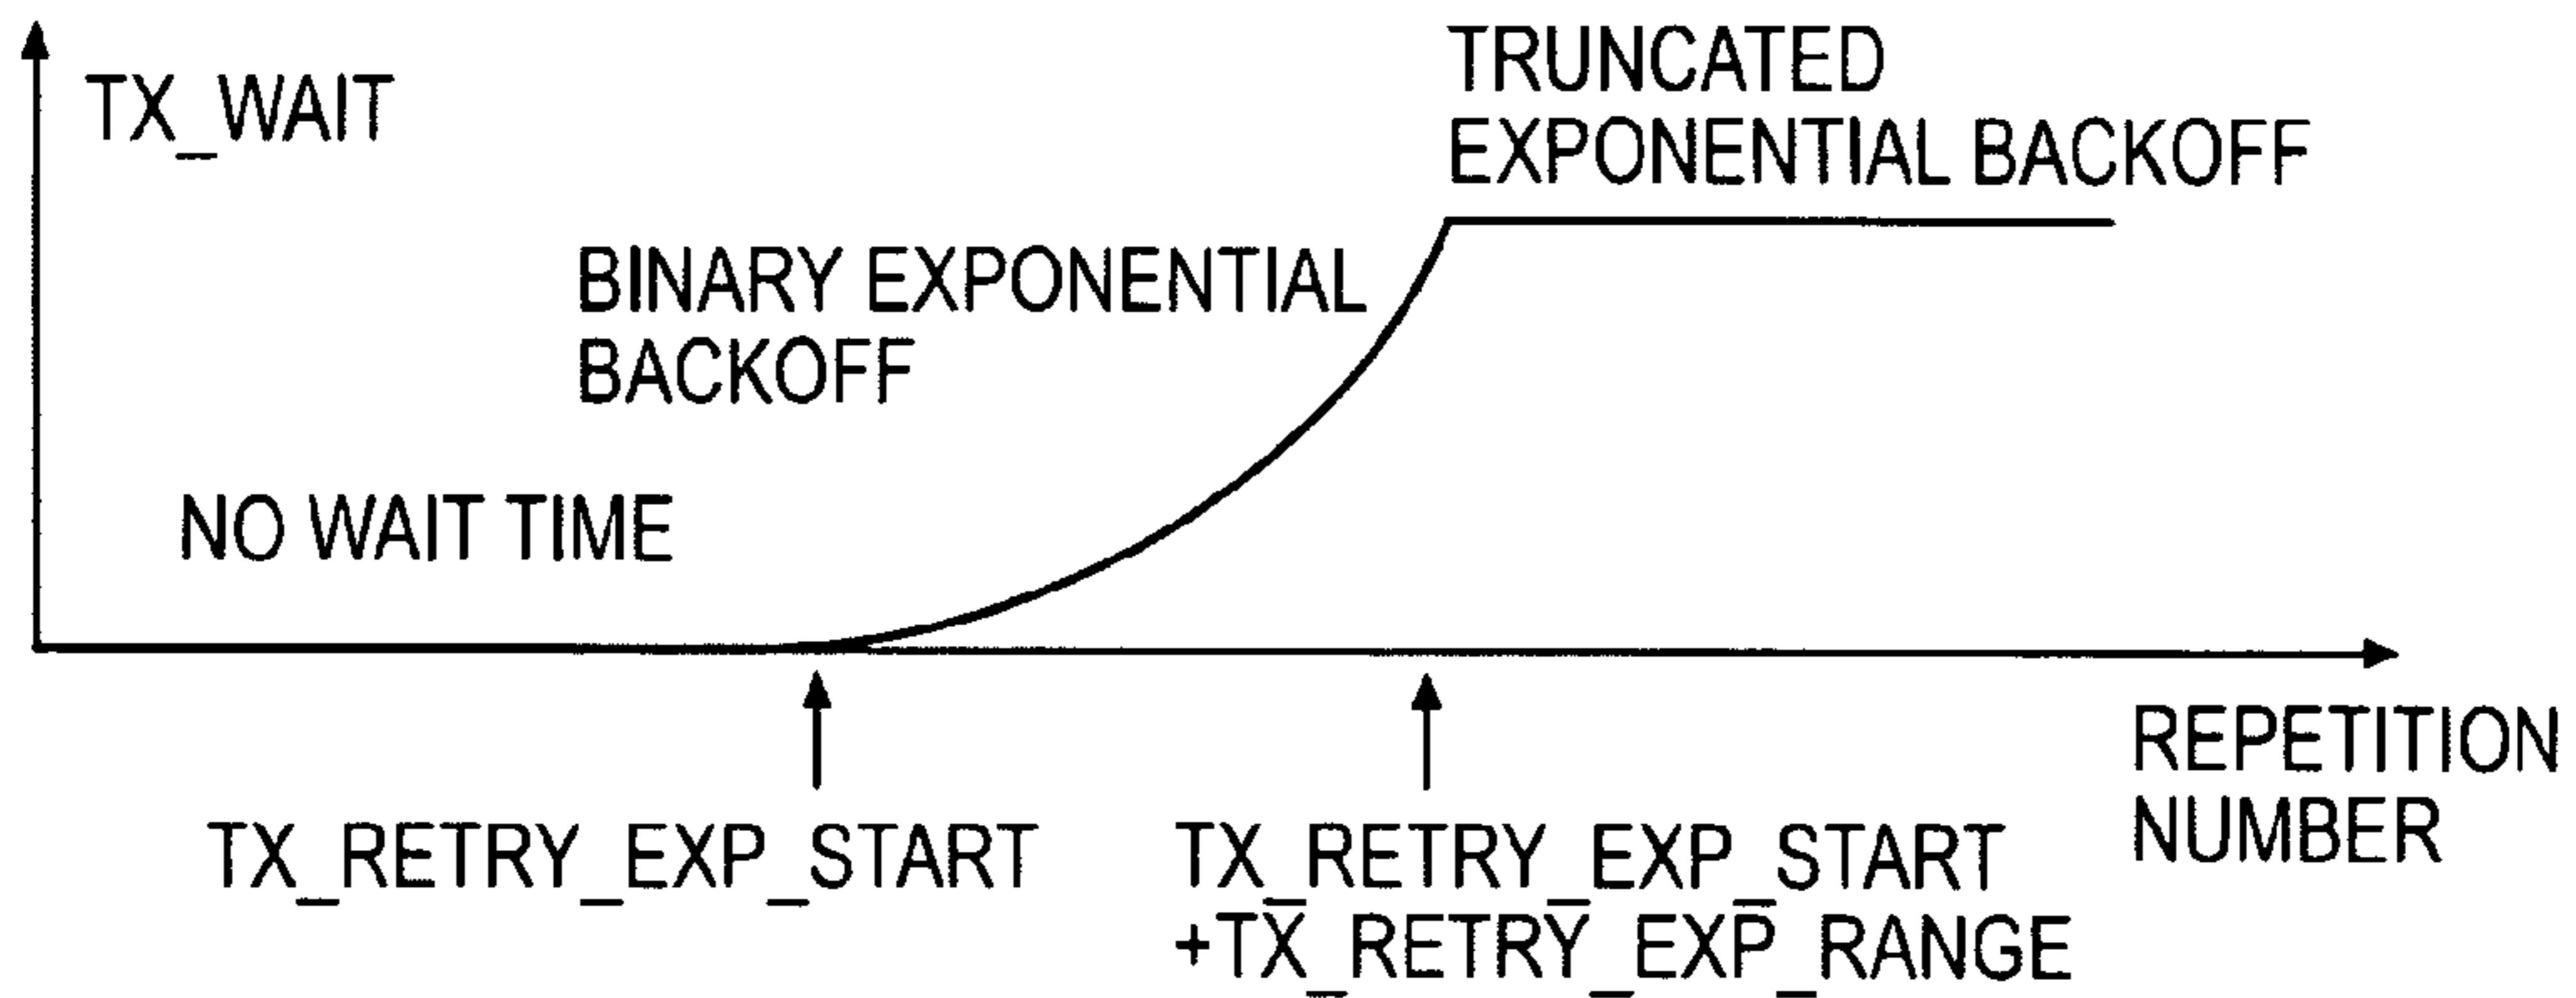 TX_WAIT
TRUNCATED
EXPONENTIAL BACKOFF
BINARY EXPONENTIAL
BACKOFF
NO WAIT TIME
TX_RETRY_EXP_START
TX_RETRY_EXP_START
+TX_RETRY_EXP_RANGE
REPETITION
NUMBER